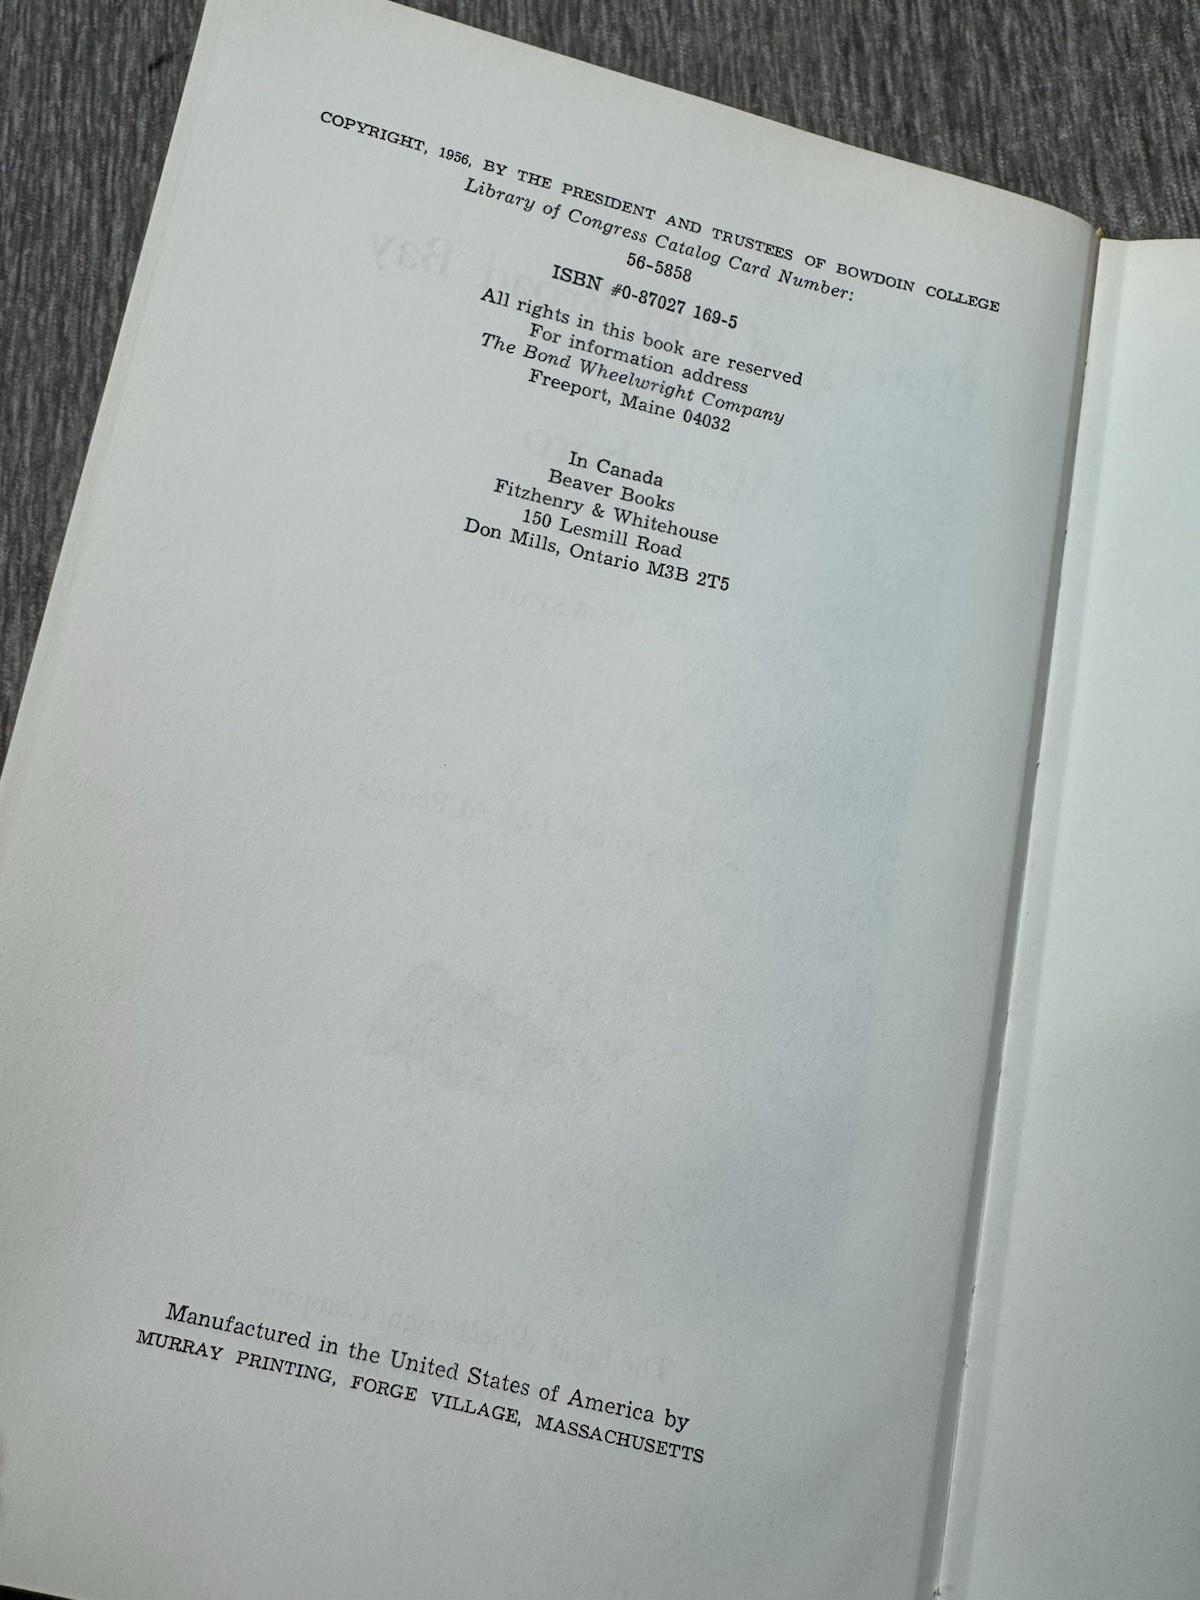 COPYRIGHT, 1956, BY THE PRESIDENT AND TRUSTEES OF BOWDOIN COLLEGE
Library of Congress Catalog Card Number:
56-5858
ISBN #0-87027 169-5
All rights in this book are reserved
For information address
The Bond Wheelwright Company
Freeport, Maine 04032
In Canada
Beaver Books
Fitzhenry & Whitehouse
150 Lesmill Road
Don Mills, Ontario M3B 2T5
Manufactured in the United States of America by
MURRAY PRINTING, FORGE VILLAGE, MASSACHUSETTS